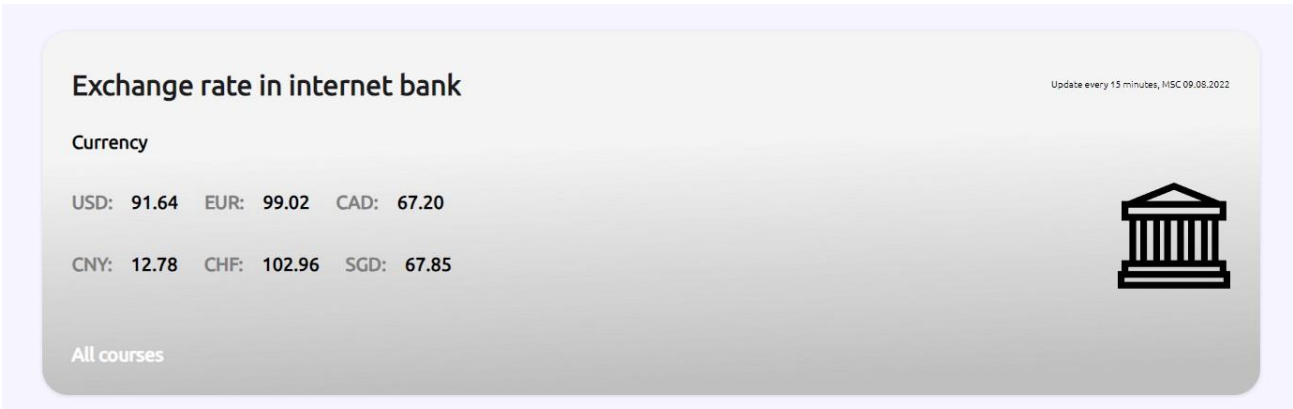 Exchange rate in internet bank
Update every 15 minutes, MSC 09.08.2022
Currency
USD: 91.64 EUR: 99.02 CAD: 67.20
CNY: 12.78 CHF: 102.96 SGD: 67.85
All courses